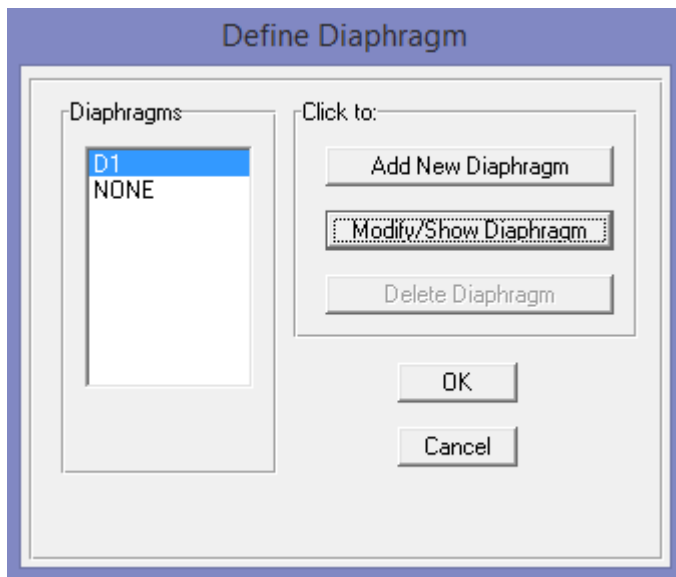 Define Diaphragm
Diaphragms
D1
NONE
Click to:
Add New Diaphragm
Modify/Show Diaphragm
Delete Diaphragm
OK
Cancel